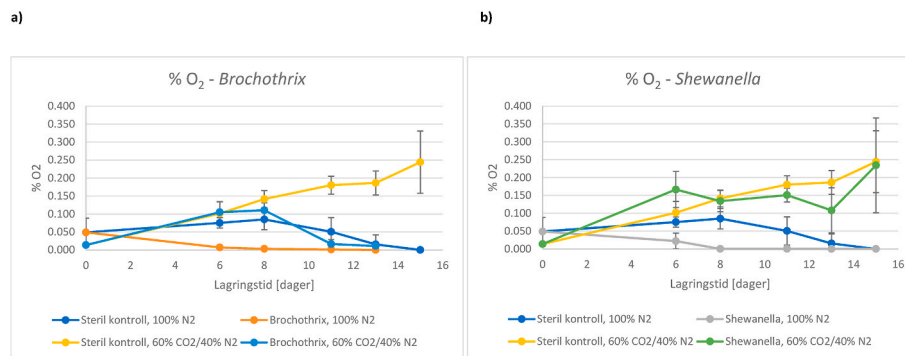 a)
% O2 - Brochothrix
0.400
0.350
0.300
0.250
0.200
0.150
0.100
0.050
0.000
% O2
0 2 4 6 8 10 12 14 16
Lagringstid [dager]
Steril kontroll, 100% N2
Brochothrix, 100% N2
Steril kontroll, 60% CO2/40% N2
Brochothrix, 60% CO2/40% N2
b)
% O2 - Shewanella
0.400
0.350
0.300
0.250
0.200
0.150
0.100
0.050
0.000
% O2
0 2 4 6 8 10 12 14 16
Lagringstid [dager]
Steril kontroll, 100% N2
Shewanella, 100% N2
Steril kontroll, 60% CO2/40% N2
Shewanella, 60% CO2/40% N2